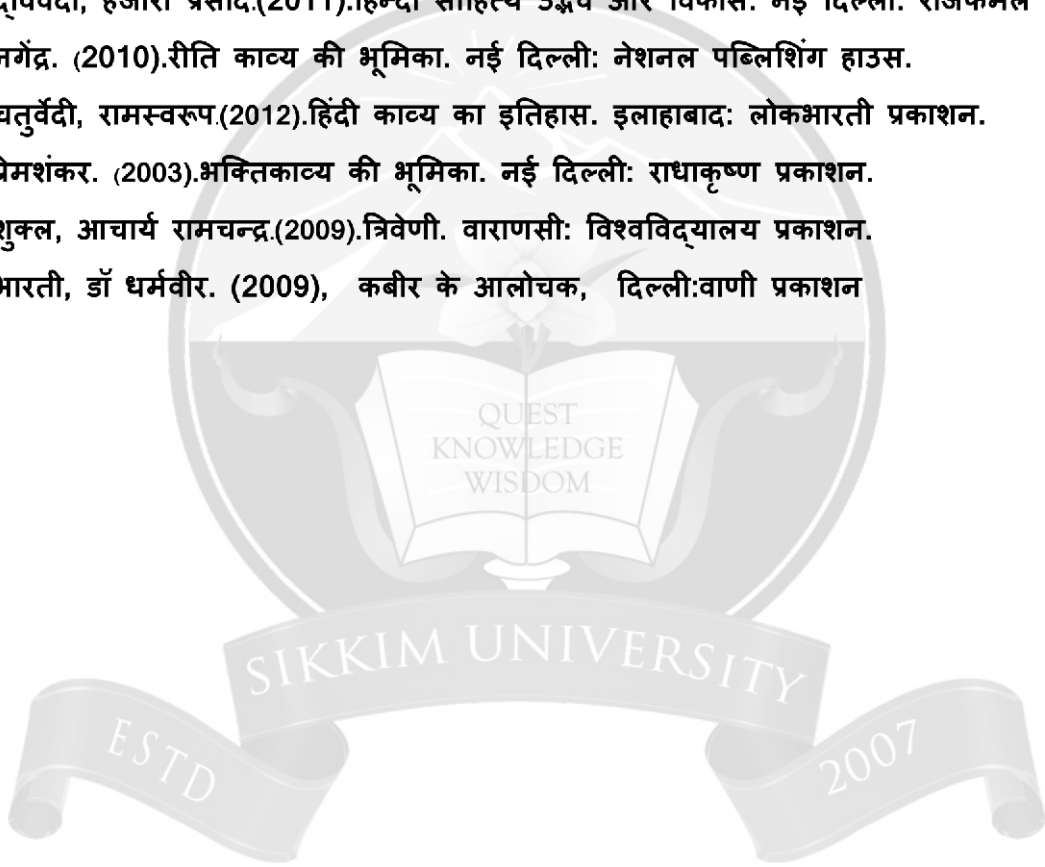 द्विवेदी, हजारी प्रसाद.(2011).हिन्दी साहित्य उद्भव और विकास. नई दिल्ली: राजकमल
नगेंद्र. (2010).रीति काव्य की भूमिका. नई दिल्ली: नेशनल पब्लिशिंग हाउस.
चतुर्वेदी, रामस्वरूप.(2012).हिंदी काव्य का इतिहास. इलाहाबाद: लोकभारती प्रकाशन.
प्रेमशंकर. (2003).भक्तिकाव्य की भूमिका. नई दिल्ली: राधाकृष्ण प्रकाशन.
शुक्ल, आचार्य रामचन्द्र.(2009).त्रिवेणी. वाराणसी: विश्वविद्यालय प्रकाशन.
भारती, डॉ धर्मवीर. (2009), कबीर के आलोचक, दिल्ली:वाणी प्रकाशन
QUEST
KNOWLEDGE
WISDOM
SIKKIM UNIVERSITY
ESTD 2007